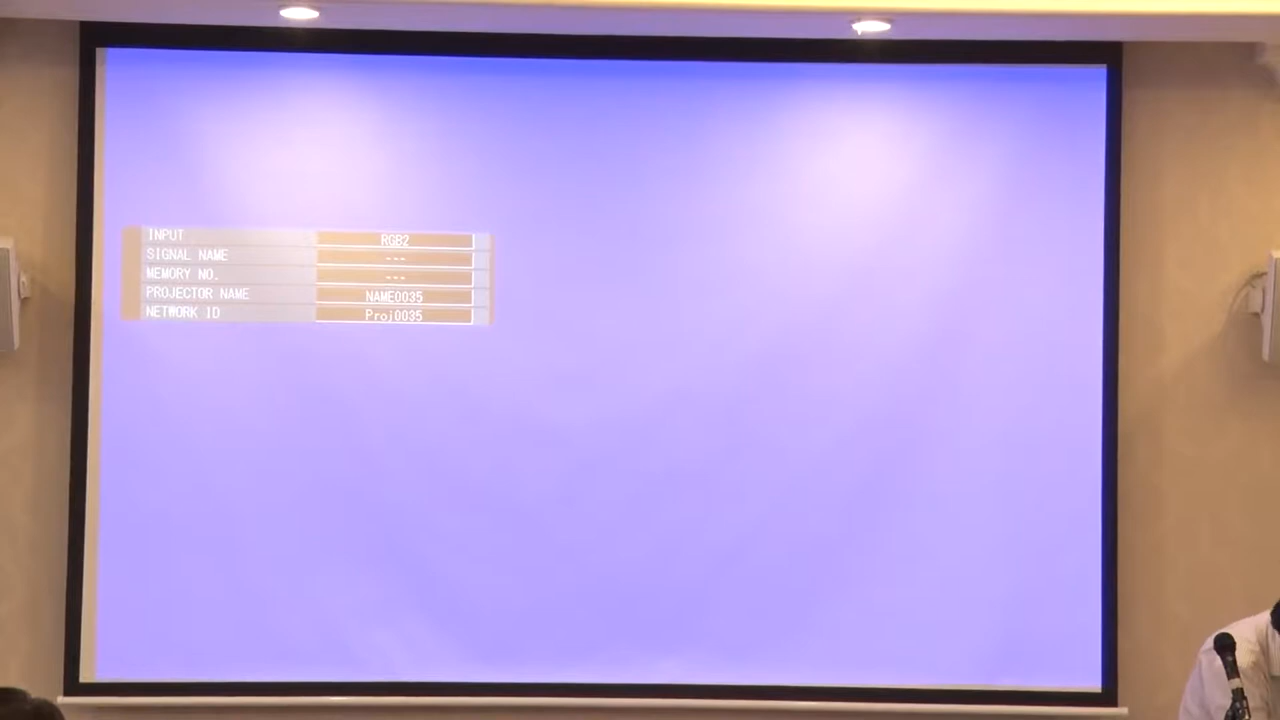 INPUT RGB2
SIGNAL NAME ---
MEMORY NO. ---
PROJECTOR NAME NAME0035
NETWORK ID Proj0035